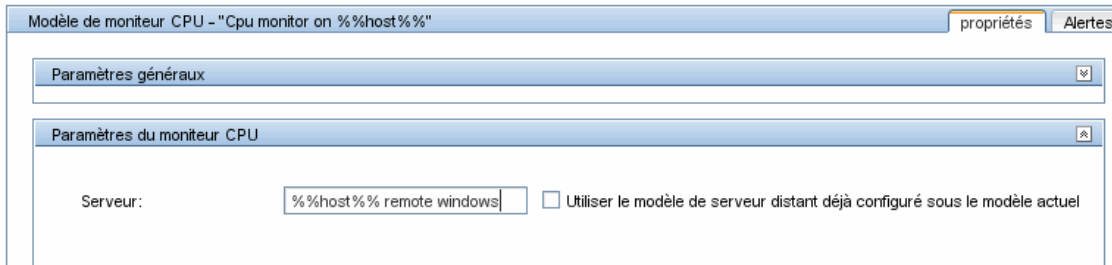 Modèle de moniteur CPU - "Cpu monitor on %%host%%" propriétés Alertes
Paramètres généraux
Paramètres du moniteur CPU
Serveur: %%host%% remote windows Utiliser le modèle de serveur distant déjà configuré sous le modèle actuel